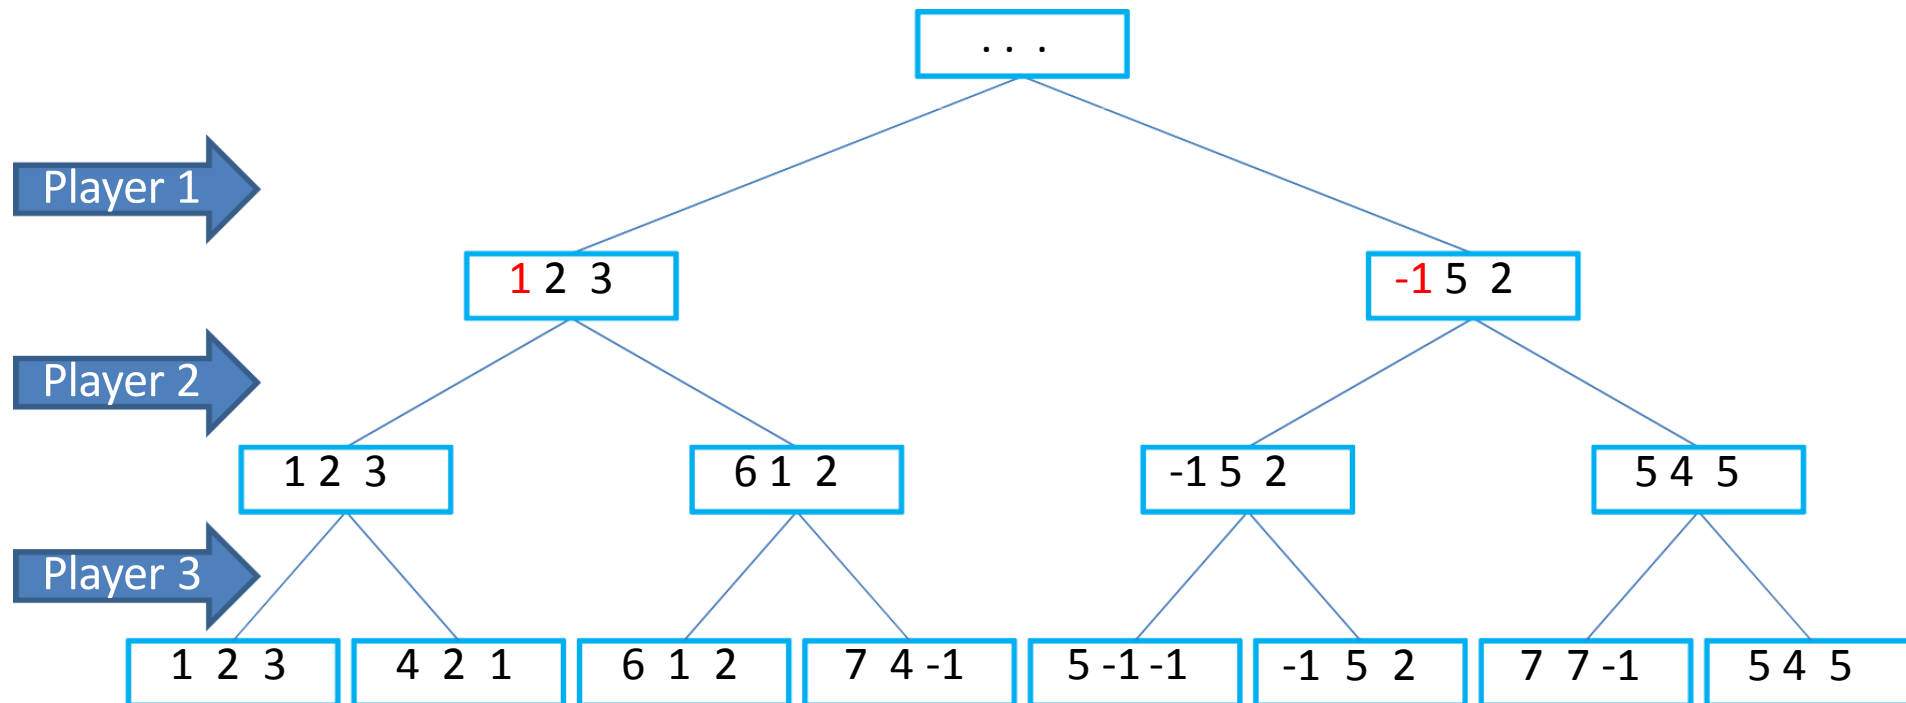 . . .
Player 1
1 2 3
-1 5 2
Player 2
1 2 3
6 1 2
-1 5 2
5 4 5
Player 3
1 2 3
4 2 1
6 1 2
7 4 -1
5 -1 -1
-1 5 2
7 7 -1
5 4 5